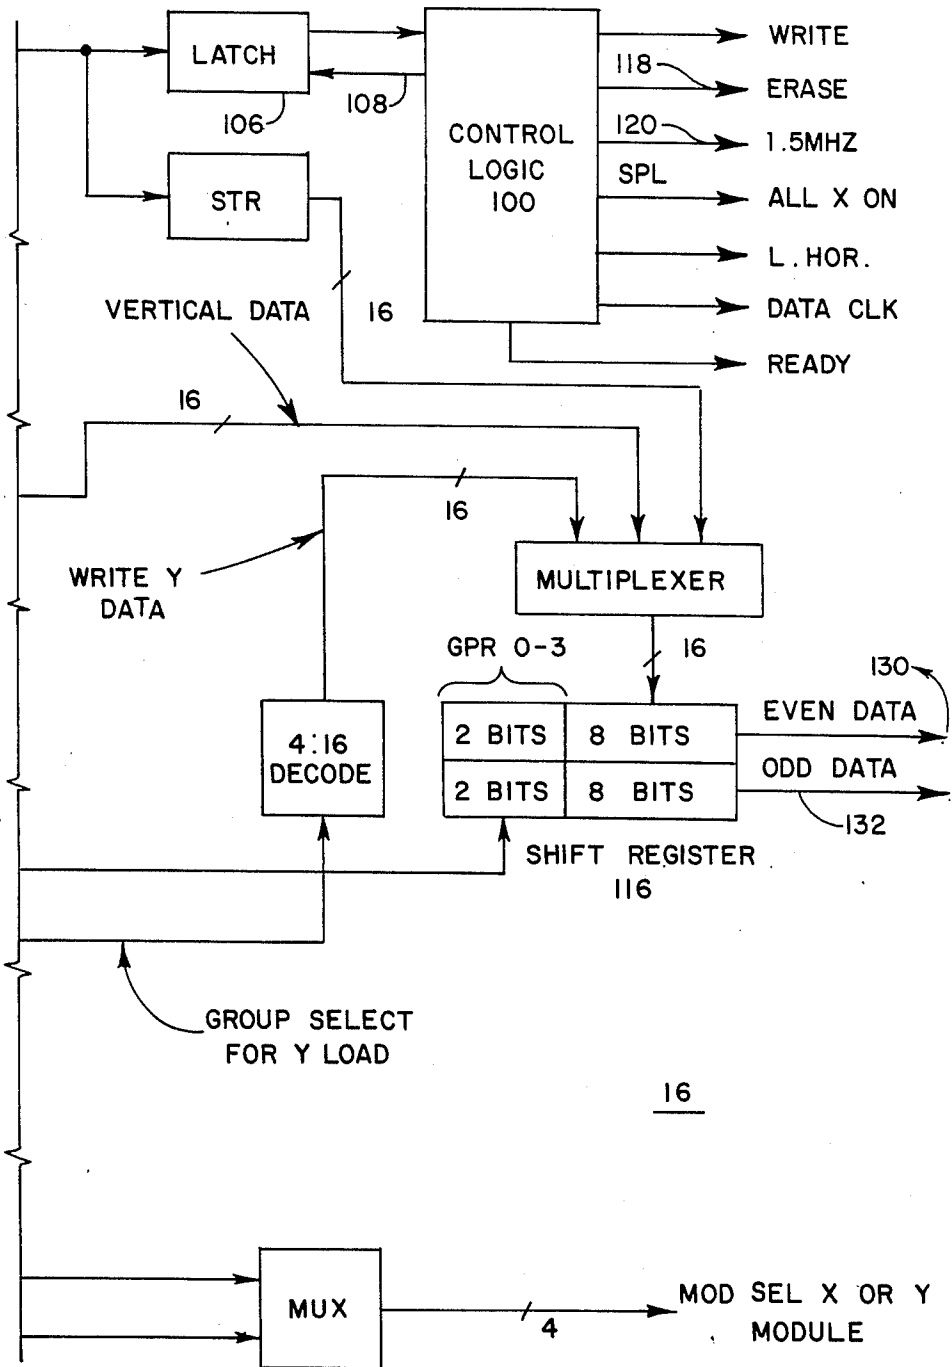 LATCH
106
108
STR
CONTROL
LOGIC
100
WRITE
118
ERASE
120
1.5MHZ
SPL
ALL X ON
L. HOR.
DATA CLK
READY
16
VERTICAL DATA
16
16
WRITE Y
DATA
MULTIPLEXER
16
GPR 0-3
4:16
DECODE
2 BITS
8 BITS
2 BITS
8 BITS
EVEN DATA
130
ODD DATA
132
SHIFT REGISTER
116
GROUP SELECT
FOR Y LOAD
16
MUX
4
MOD SEL X OR Y
MODULE